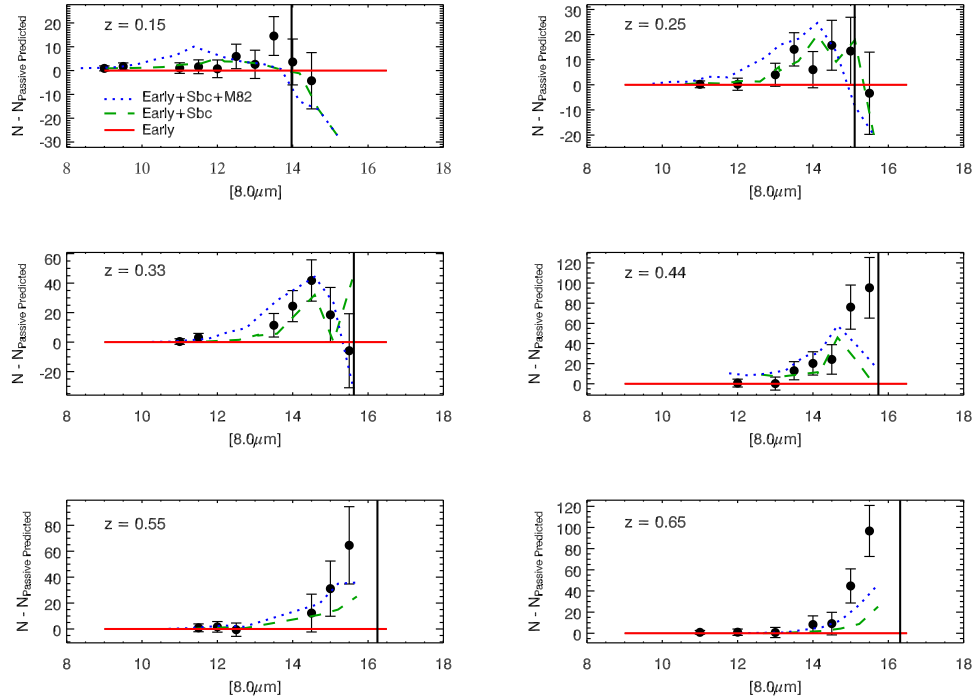 z = 0.15
N - N_Passive Predicted
20
10
0
-10
-20
-30
Early+Sbc+M82
Early+Sbc
Early
8 10 12 14 16 18
[8.0μm]
z = 0.25
N - N_Passive Predicted
30
20
10
0
-10
-20
8 10 12 14 16 18
[8.0μm]
z = 0.33
N - N_Passive Predicted
60
40
20
0
-20
8 10 12 14 16 18
[8.0μm]
z = 0.44
N - N_Passive Predicted
120
100
80
60
40
20
0
8 10 12 14 16 18
[8.0μm]
z = 0.55
N - N_Passive Predicted
80
60
40
20
0
8 10 12 14 16 18
[8.0μm]
z = 0.65
N - N_Passive Predicted
120
100
80
60
40
20
0
8 10 12 14 16 18
[8.0μm]